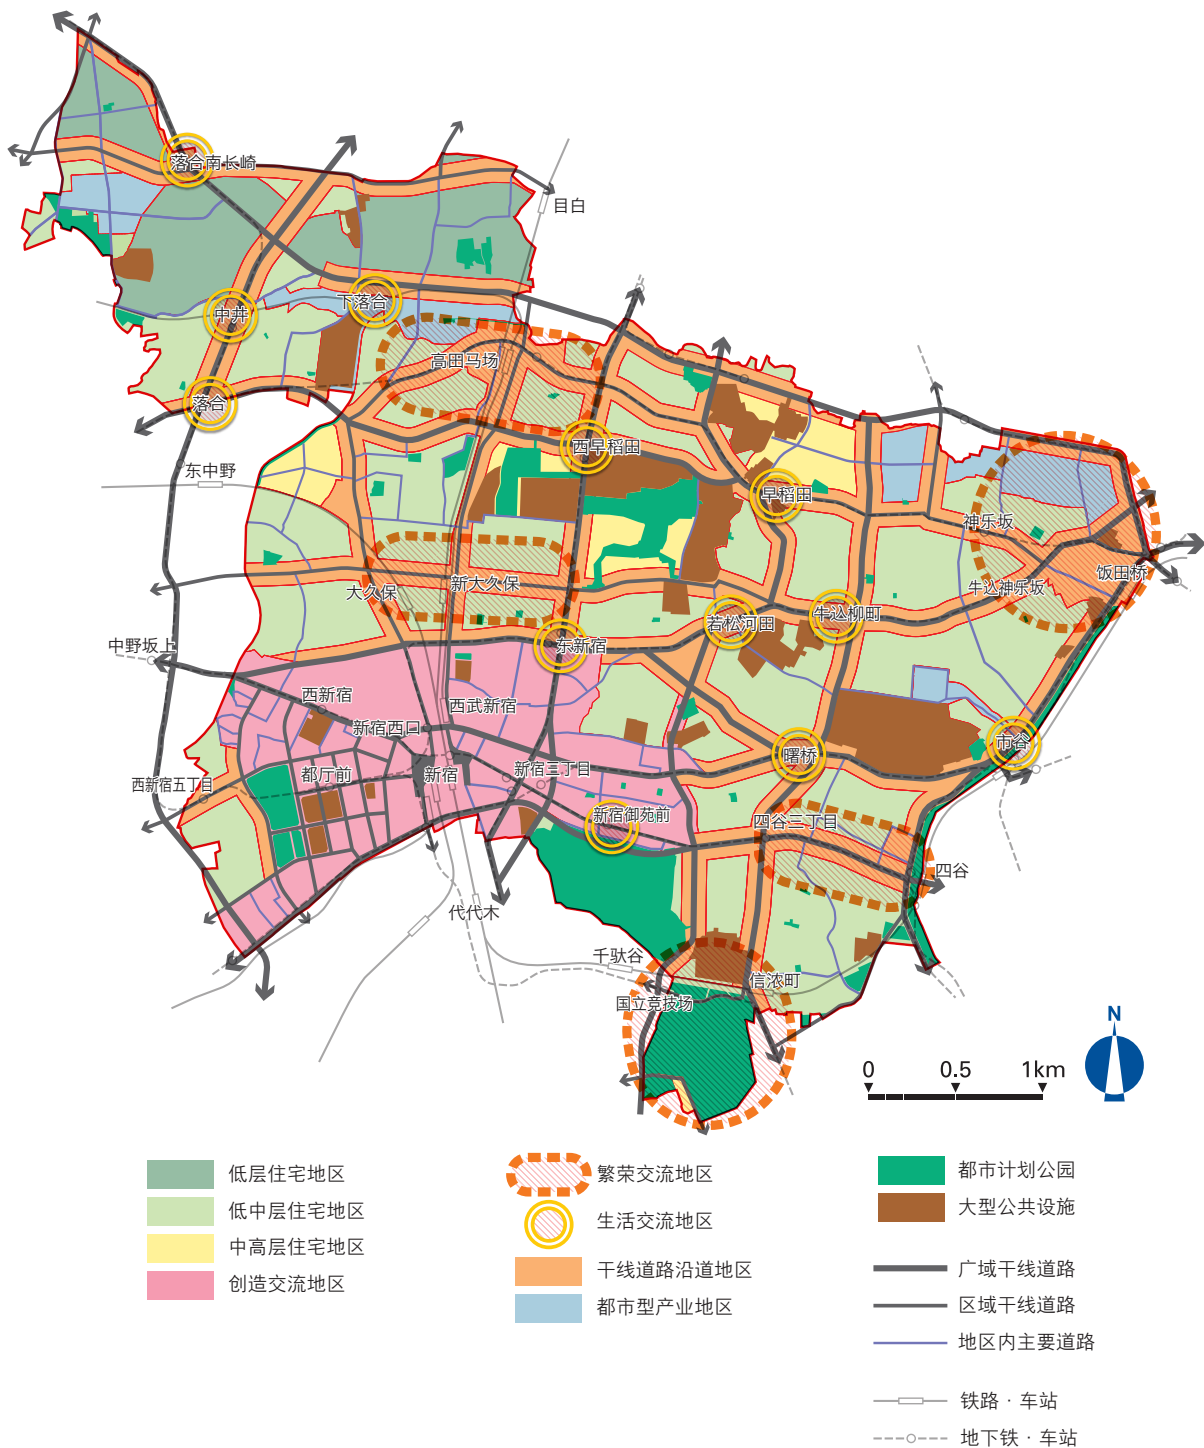 落合南长崎
目白
中井
下落合
高田马场
落合
西早稻田
东中野
早稻田
神乐坂
饭田桥
大久保
新大久保
牛込神乐坂
若松河田
牛込柳町
中野坂上
东新宿
西新宿
西武新宿
新宿西口
市谷
曙桥
都厅前
新宿
新宿三丁目
西新宿五丁目
新宿御苑前
四谷三丁目
四谷
代代木
千驮谷
信浓町
国立竞技场
N
0 0.5 1km
低层住宅地区
低中层住宅地区
中高层住宅地区
创造交流地区
繁荣交流地区
生活交流地区
干线道路沿道地区
都市型产业地区
都市计划公园
大型公共设施
广域干线道路
区域干线道路
地区内主要道路
铁路·车站
地下铁·车站